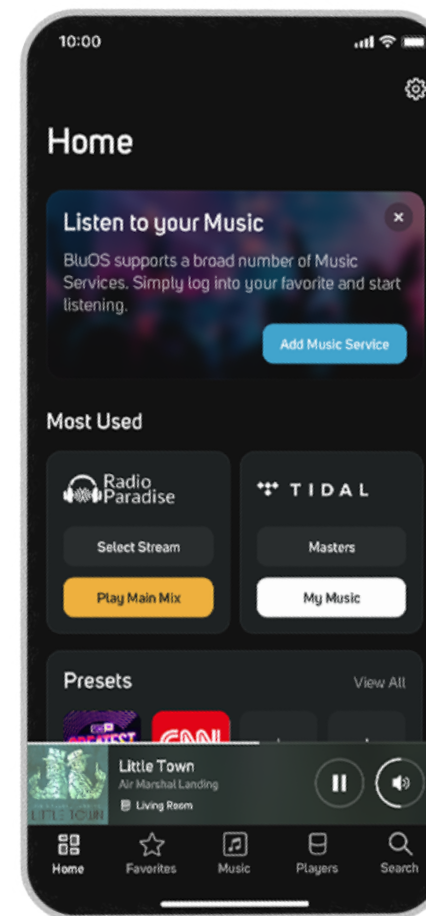 10:00
Home
Listen to your Music
BluOS supports a broad number of Music
Services. Simply log into your favorite and start
listening.
Add Music Service
Most Used
Radio
Paradise
TIDAL
Select Stream
Masters
Play Main Mix
My Music
Presets
View All
GREATEST
CNN
Little Town
Air Marshal Landing
Living Room
LITTLE TOWN
Home
Favorites
Music
Players
Search